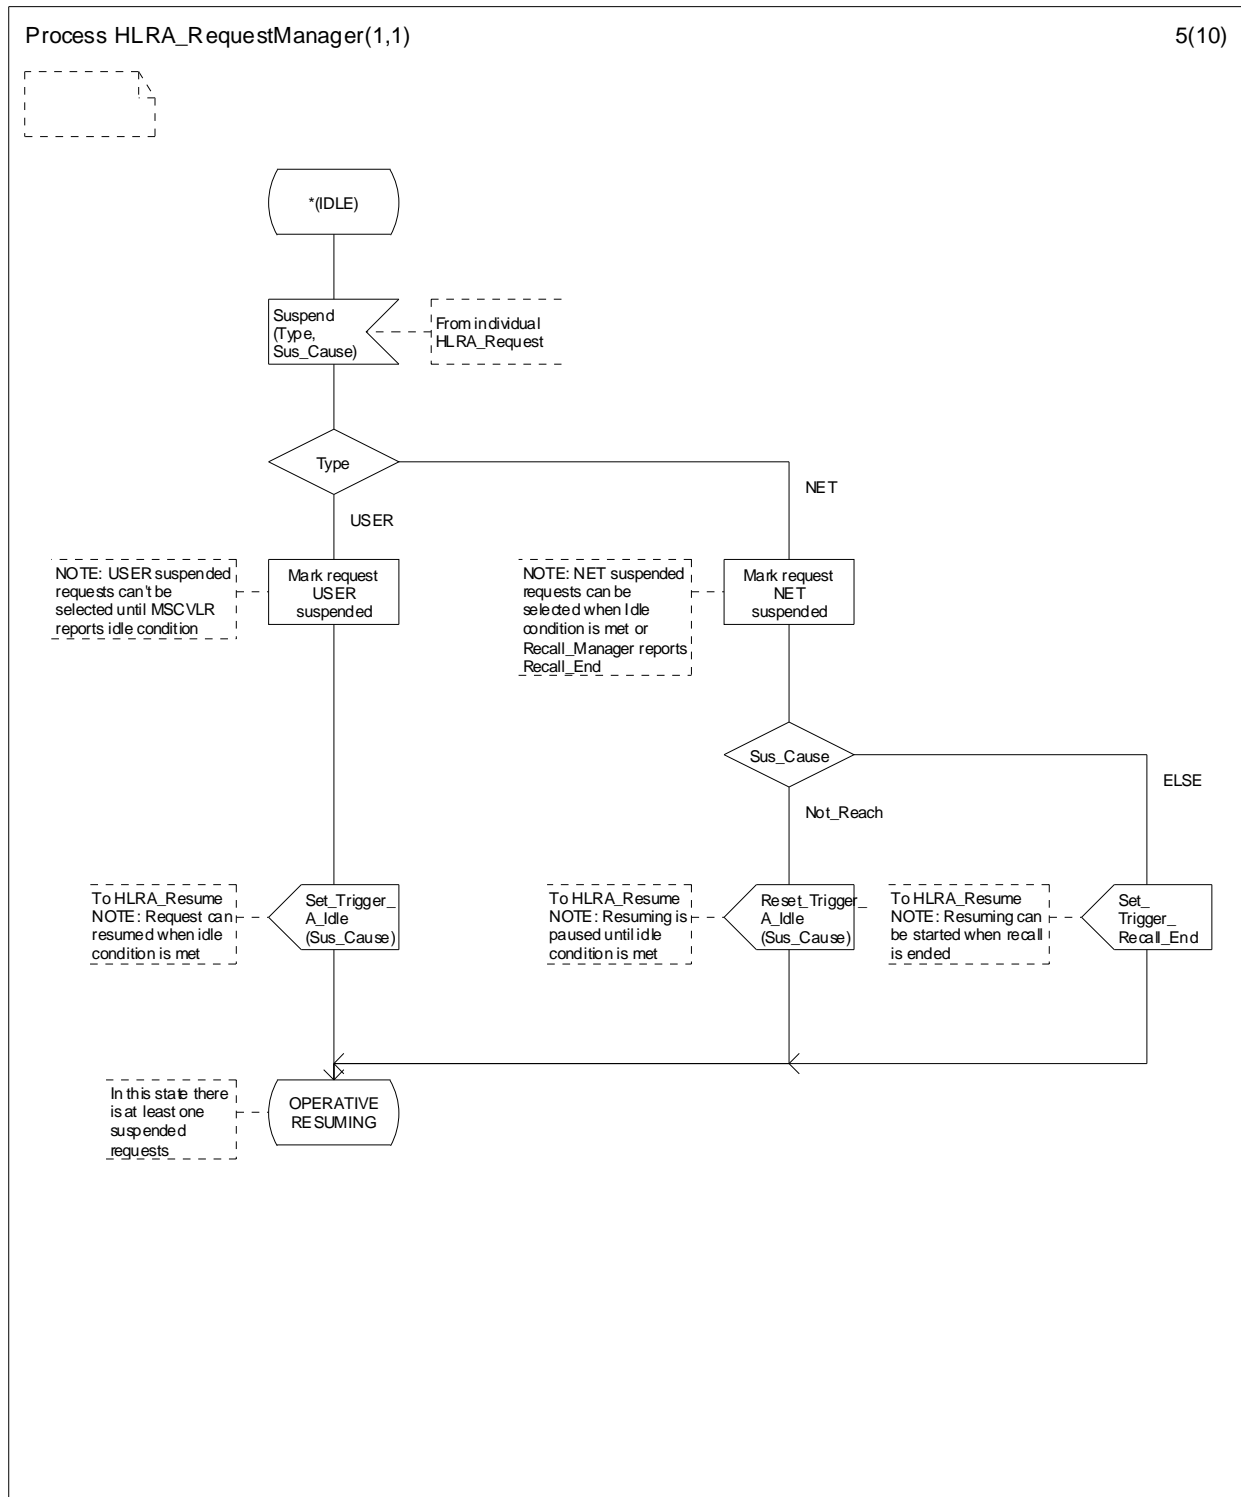 Process HLRA_RequestManager(1,1)
5(10)
*(IDLE)
Suspend
(Type,
Sus_Cause)
From individual
HLRA_Request
Type
NET
USER
NOTE: USER suspended
requests can't be
selected until MSCVLR
reports idle condition
Mark request
USER
suspended
NOTE: NET suspended
requests can be
selected when Idle
condition is met or
Recall_Manager reports
Recall_End
Mark request
NET
suspended
Sus_Cause
ELSE
Not_Reach
To HLRA_Resume
NOTE: Request can
resumed when idle
condition is met
Set_Trigger_
A_Idle
(Sus_Cause)
To HLRA_Resume
NOTE: Resuming is
paused until idle
condition is met
Reset_Trigger_
A_Idle
(Sus_Cause)
To HLRA_Resume
NOTE: Resuming can
be started when recall
is ended
Set_
Trigger_
Recall_End
In this state there
is at least one
suspended
requests
OPERATIVE
RESUMING